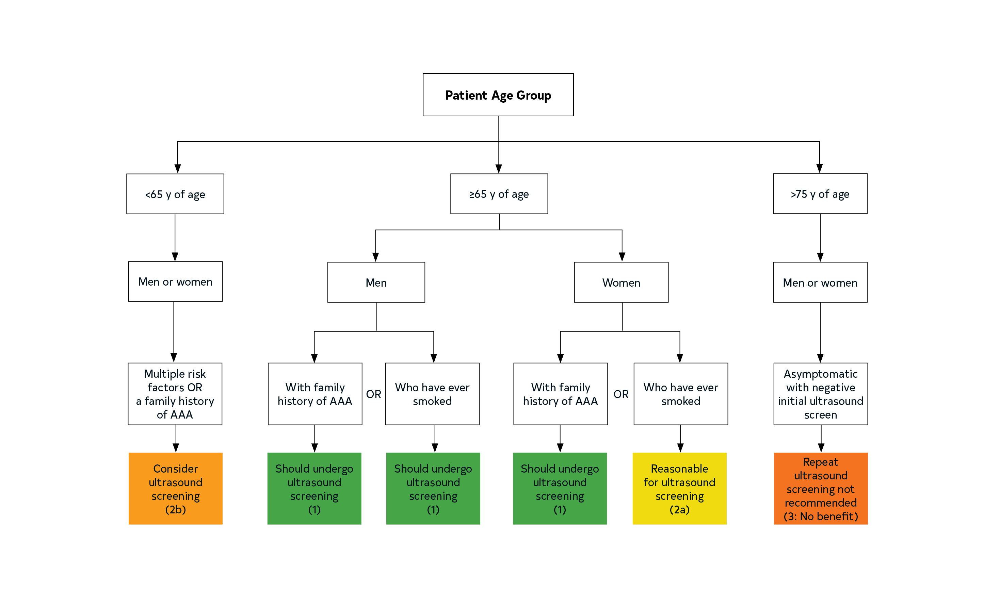 Patient Age Group
<65 y of age
≥65 y of age
>75 y of age
Men or women
Men
Women
Men or women
Multiple risk
factors OR
a family history
of AAA
With family
history of AAA
OR
Who have ever
smoked
With family
history of AAA
OR
Who have ever
smoked
Asymptomatic
with negative
initial ultrasound
screen
Consider
ultrasound
screening
(2b)
Should undergo
ultrasound
screening
(1)
Should undergo
ultrasound
screening
(1)
Should undergo
ultrasound
screening
(1)
Reasonable
for ultrasound
screening
(2a)
Repeat
ultrasound
screening not
recommended
(3: No benefit)